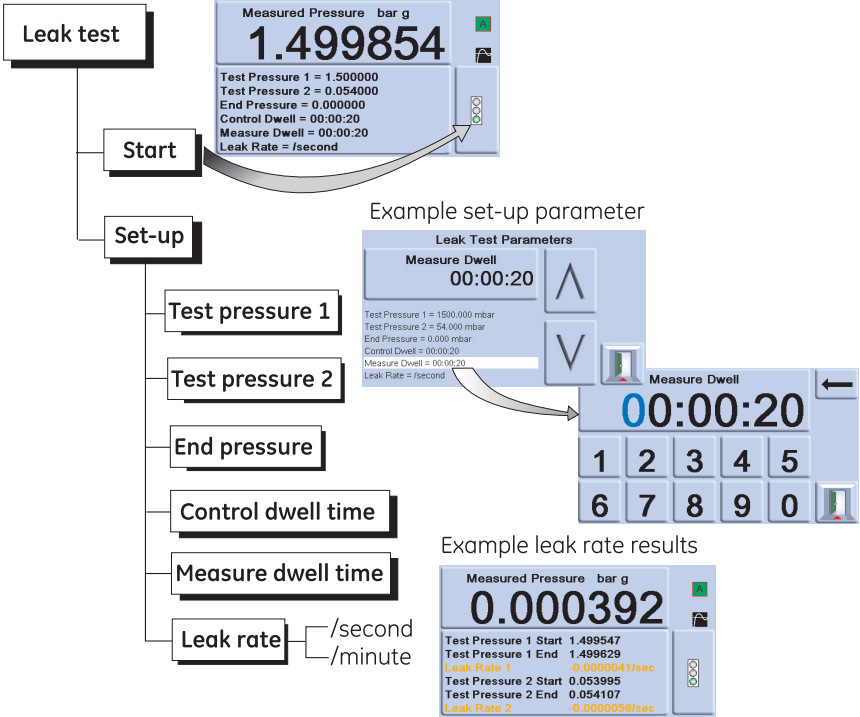 Leak test
Measured Pressure bar g
1.499854
A
Test Pressure 1 = 1.500000
Test Pressure 2 = 0.054000
End Pressure = 0.000000
Control Dwell = 00:00:20
Measure Dwell = 00:00:20
Leak Rate = /second
Start
Set-up
Example set-up parameter
Leak Test Parameters
Measure Dwell
00:00:20
Test Pressure 1 = 1500.000 mbar
Test Pressure 2 = 54.000 mbar
End Pressure = 0.000 mbar
Control Dwell = 00:00:20
Measure Dwell = 00:00:20
Leak Rate = /second
Measure Dwell
00:00:20
1 2 3 4 5
6 7 8 9 0
Test pressure 1
Test pressure 2
End pressure
Control dwell time
Measure dwell time
Leak rate
/second
/minute
Example leak rate results
Measured Pressure bar g
0.000392
A
Test Pressure 1 Start 1.499547
Test Pressure 1 End 1.499629
Leak Rate 1 -0.0000041/sec
Test Pressure 2 Start 0.053995
Test Pressure 2 End 0.054107
Leak Rate 2 -0.0000056/sec